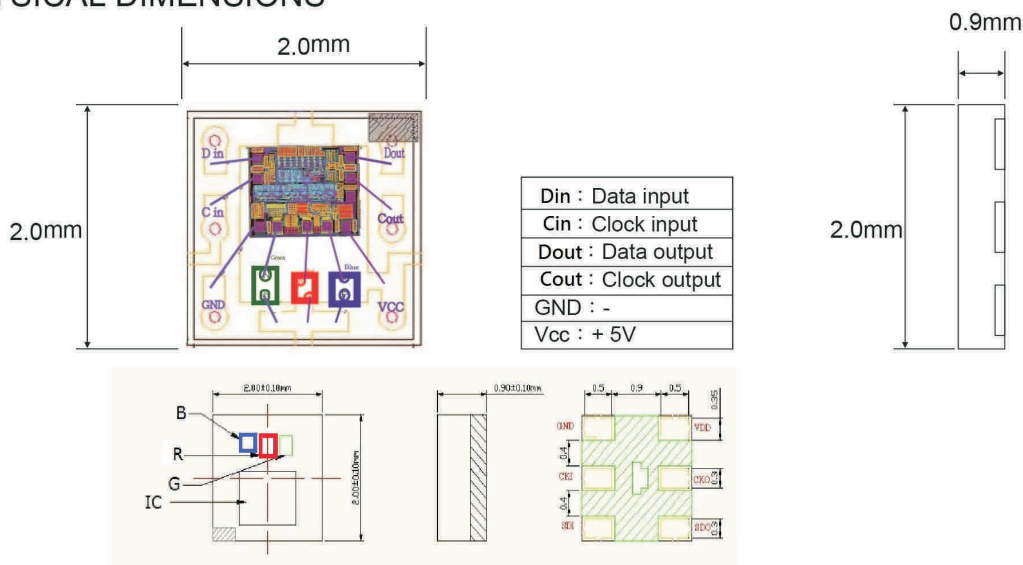 YSICAL DIMENSIONS
0.9mm
2.0mm
D in
Dout
C in
Cout
2.0mm
Green
Blue
GND
VCC
Din : Data input
Cin : Clock input
Dout : Data output
Cout : Clock output
GND : -
Vcc : + 5V
2.0mm
2.00±0.10mm
0.90±0.10mm
0.5
0.9
0.5
0.35
B
R
G
IC
2.00±0.10mm
GND
VDD
0.4
CKI
CKO
0.3
0.4
SDI
SDO
0.3